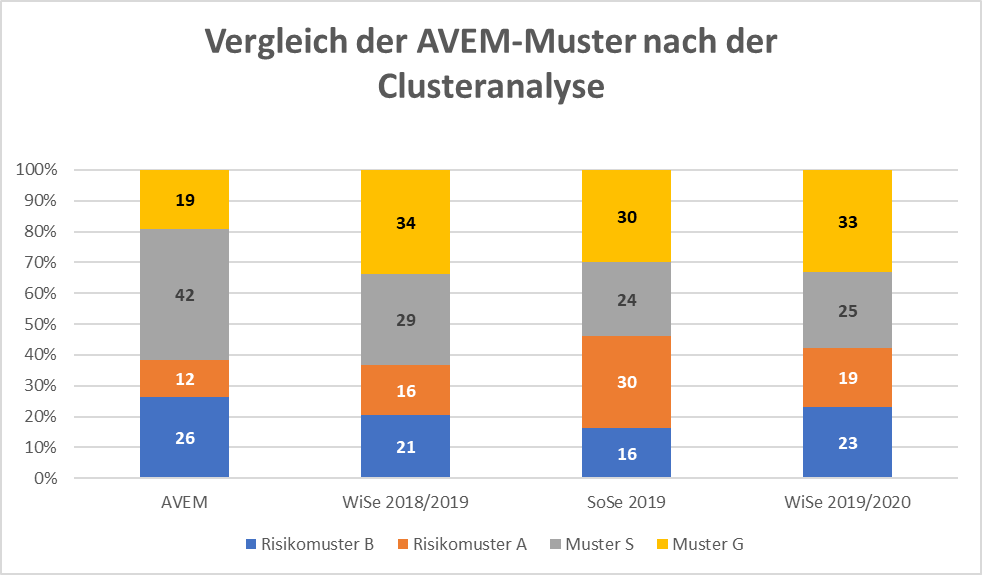 Vergleich der AVEM-Muster nach der
Clusteranalyse
100%
90%
80%
70%
60%
50%
40%
30%
20%
10%
0%
19
34
30
33
42
29
24
25
12
16
30
19
26
21
16
23
AVEM
WiSe 2018/2019
SoSe 2019
WiSe 2019/2020
Risikomuster B
Risikomuster A
Muster S
Muster G